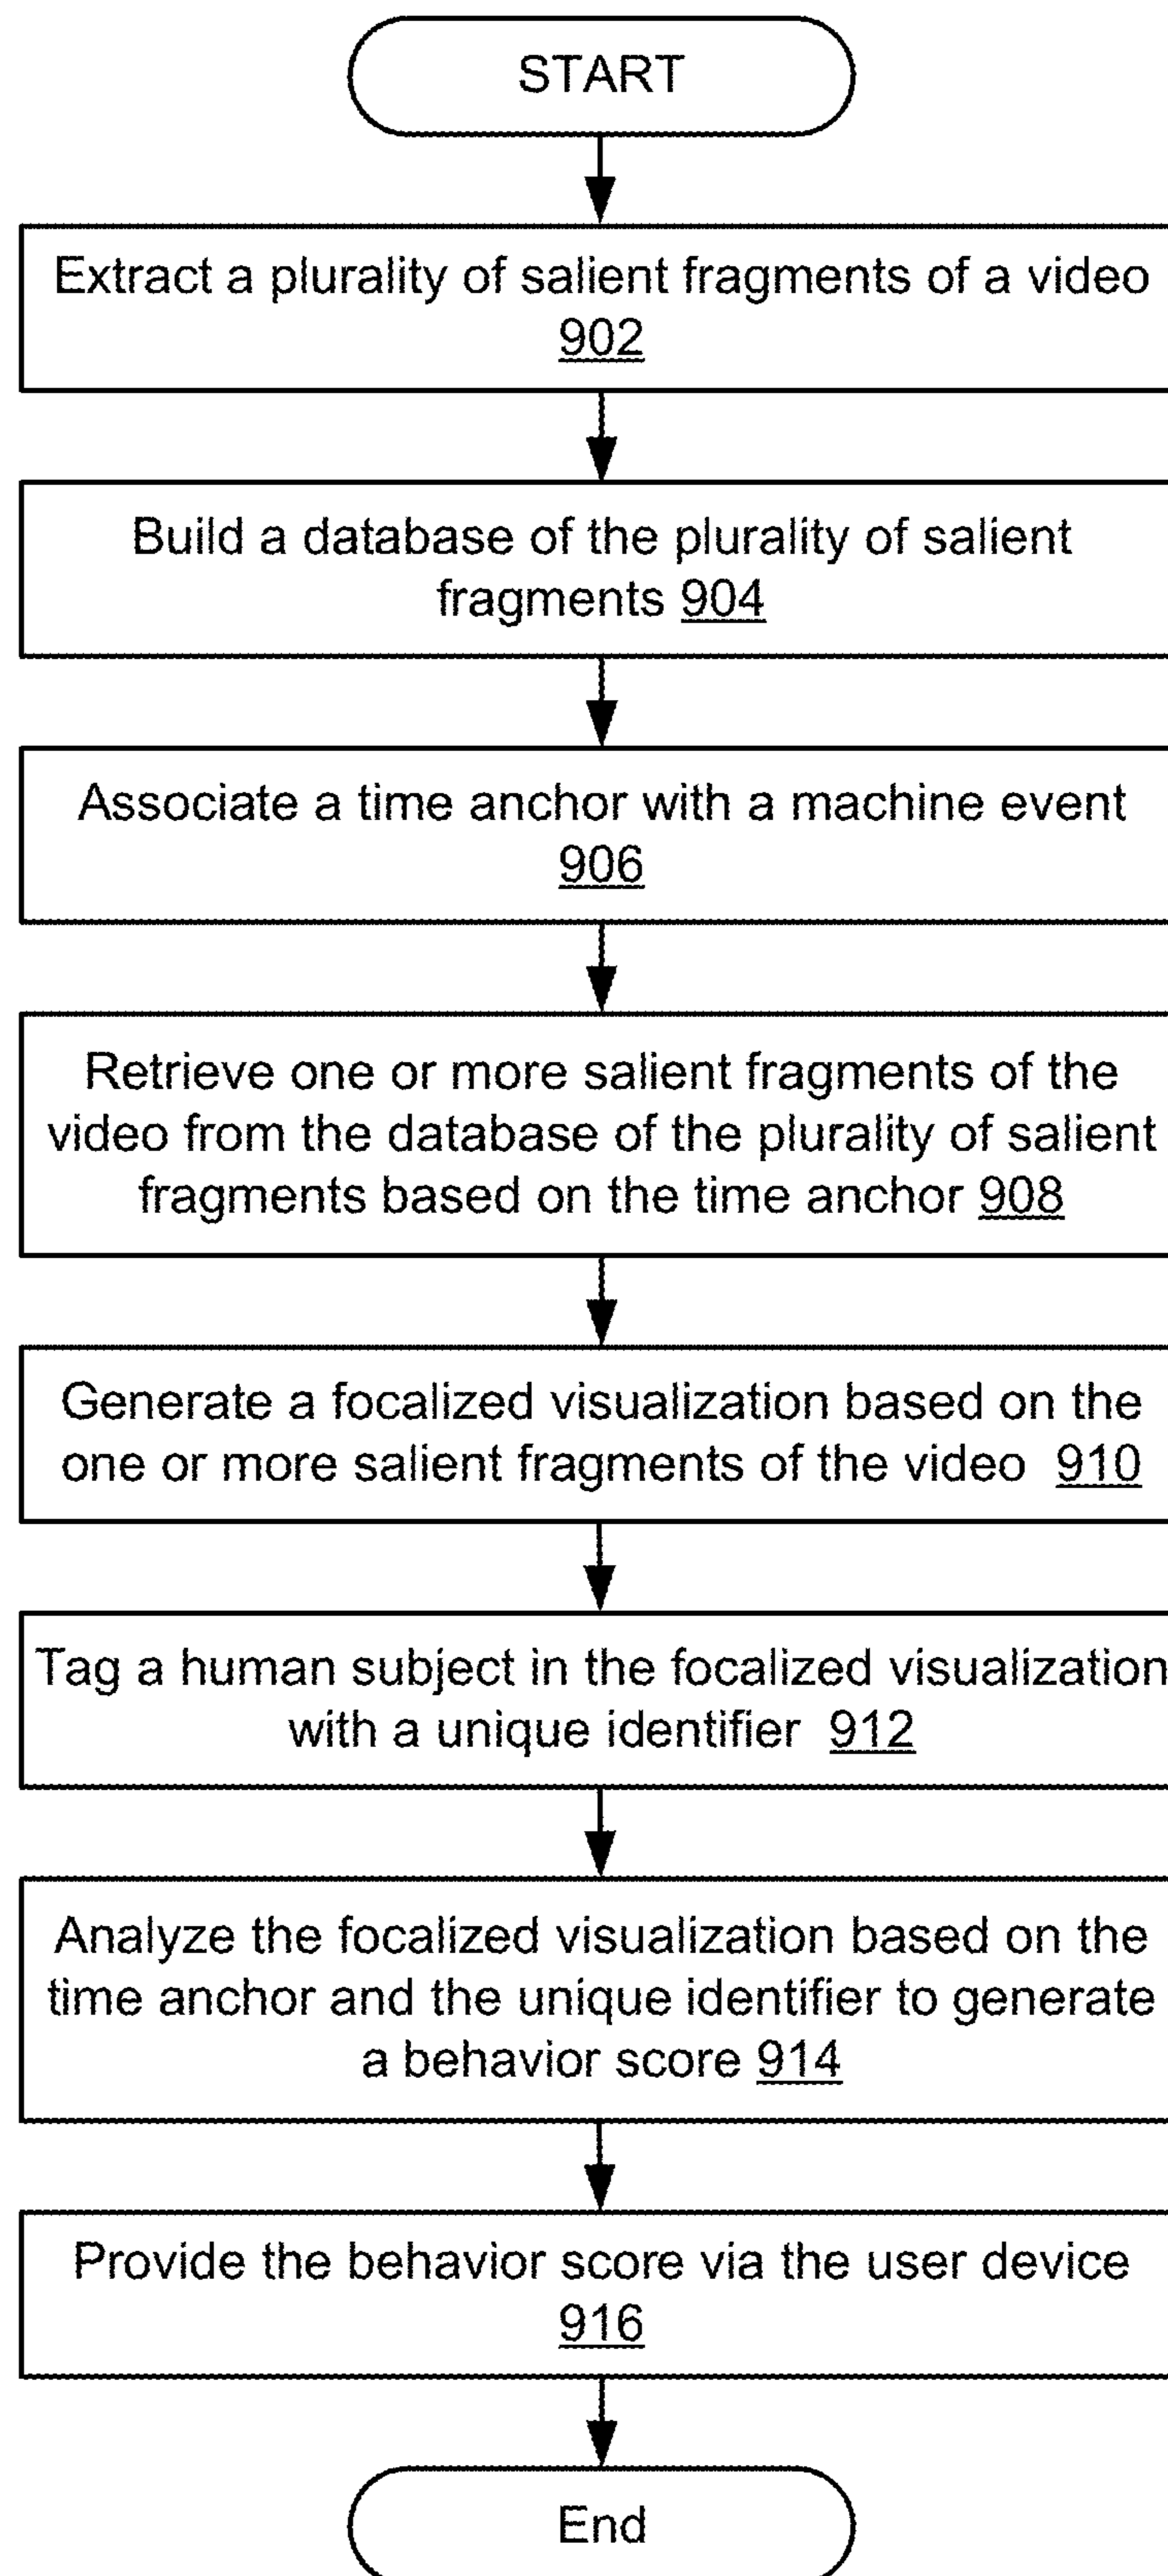 START
Extract a plurality of salient fragments of a video
902
Build a database of the plurality of salient
fragments 904
Associate a time anchor with a machine event
906
Retrieve one or more salient fragments of the
video from the database of the plurality of salient
fragments based on the time anchor 908
Generate a focalized visualization based on the
one or more salient fragments of the video 910
Tag a human subject in the focalized visualization
with a unique identifier 912
Analyze the focalized visualization based on the
time anchor and the unique identifier to generate
a behavior score 914
Provide the behavior score via the user device
916
End